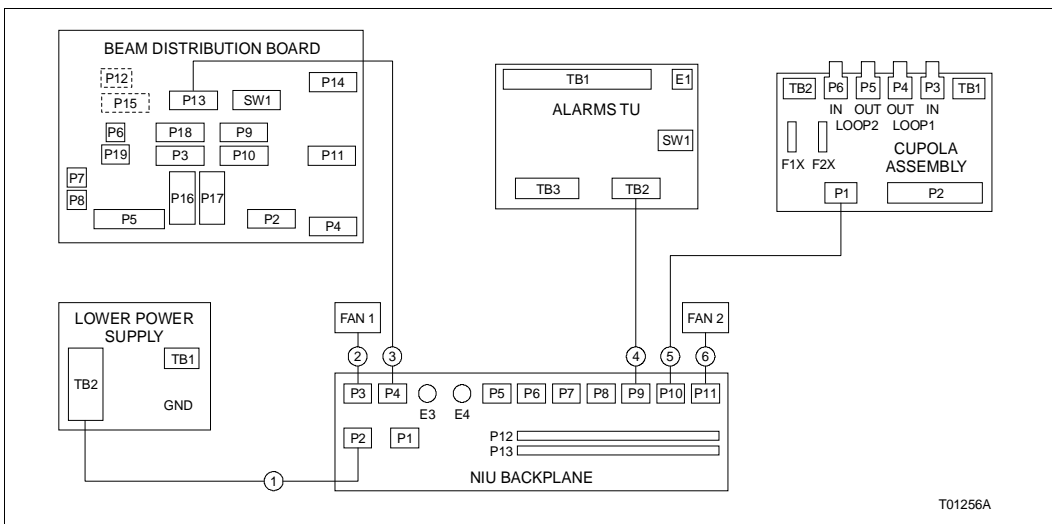 BEAM DISTRIBUTION BOARD
P12
P15
P13
SW1
P14
P6
P18
P9
P19
P3
P10
P11
P7
P8
P16
P17
P5
P2
P4
TB1
E1
ALARMS TU
SW1
TB3
TB2
TB2
P6
P5
P4
P3
TB1
IN OUT OUT IN
LOOP2 LOOP1
F1X F2X
CUPOLA
ASSEMBLY
P1
P2
LOWER POWER
SUPPLY
TB1
TB2
GND
FAN 1
FAN 2
2
3
4
5
6
P3
P4
E3
E4
P5
P6
P7
P8
P9
P10
P11
P2
P1
P12
P13
NIU BACKPLANE
1
T01256A